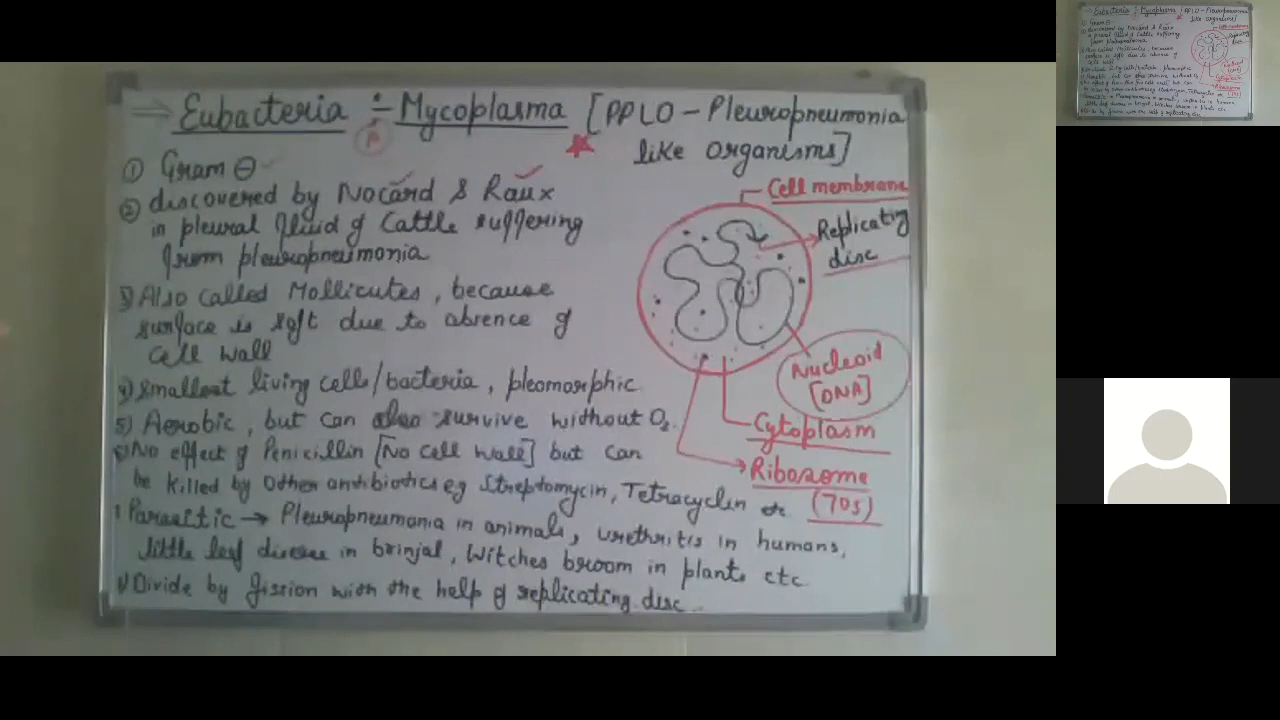 ⇒ Eubacteria ÷ Mycoplasma [PPLO - Pleuropneumonia
like organisms]
① Gram ⊖
② discovered by Nocard & Raux
in pleural fluid of Cattle suffering
from pleuropneumonia
3) Also called Mollicutes, because
surface is soft due to absence of
cell wall
4) Smallest living cells/bacteria, pleomorphic
5) Aerobic, but can also survive without O₂.
6) No effect of Penicillin [No cell wall] but can
be killed by other antibiotics eg Streptomycin, Tetracyclin etc
Parasitic → Pleuropneumonia in animals, urethritis in humans,
little leaf disease in brinjal, Witches broom in plants etc
Divide by fission with the help of replicating disc.
Cell membrane
Replicating
disc
Nucleoid
[DNA]
Cytoplasm
Ribosome
(70s)